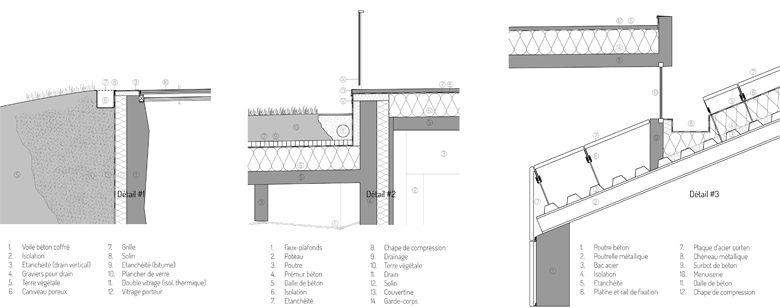 Détail #1
Détail #2
Détail #3
1. Voile béton coffré
2. Isolation
3. Etancheité (drain vertical)
4. Graviers pour drain
5. Terre végétale
6. Caniveau poreux
7. Grille
8. Solin
9. Etanchéité (bitume)
10. Plancher de verre
11. Double vitrage (isol thermique)
12. Vitrage porteur
1. Faux-plafonds
2. Poteau
3. Poutre
4. Prémur béton
5. Dalle de béton
6. Isolation
7. Etanchéité
8. Chape de compression
9. Drainage
10. Terre végétale
11. Drain
12. Solin
13. Couvertine
14. Garde-corps
1. Poutre béton
2. Poutrelle métallique
3. Bac acier
4. Isolation
5. Etancheité
6. Platine et rail de fixation
7. Plaque d'acier corten
8. Chéneau métallique
9. Surbot de béton
10. Menuiserie
11. Dalle de béton
12. Chape de compression